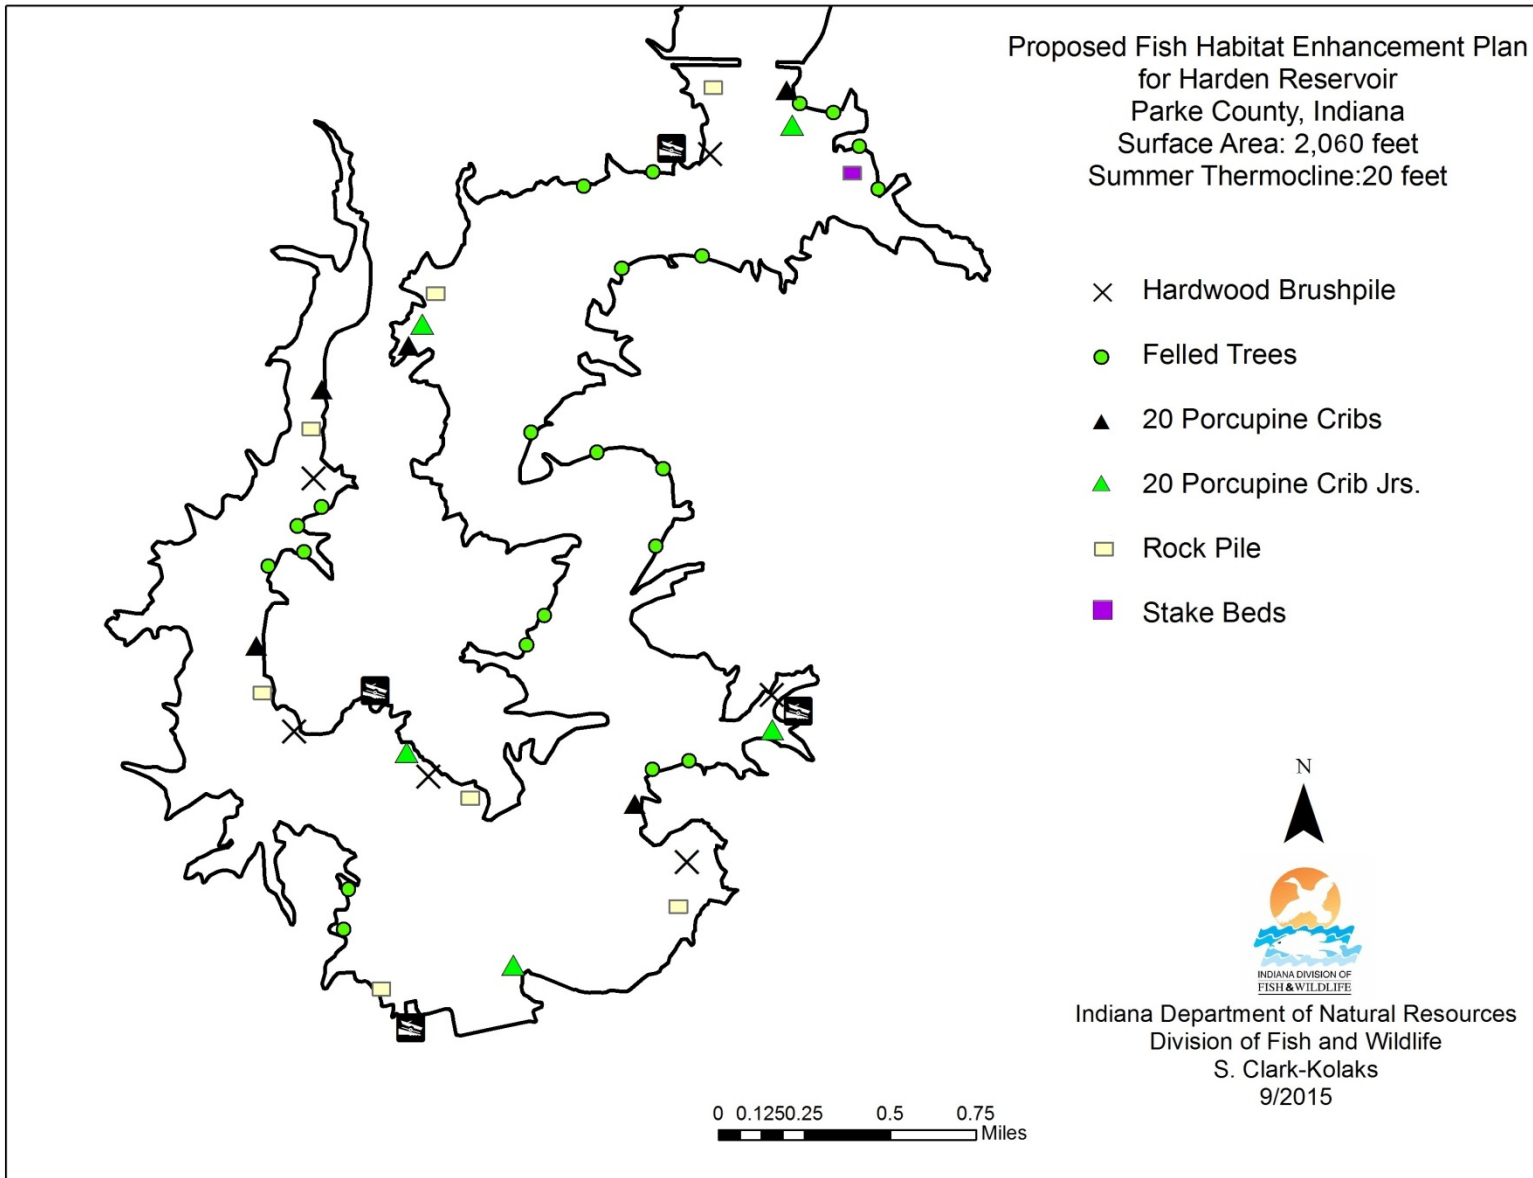 Proposed Fish Habitat Enhancement Plan
for Harden Reservoir
Parke County, Indiana
Surface Area: 2,060 feet
Summer Thermocline:20 feet
Hardwood Brushpile
Felled Trees
20 Porcupine Cribs
20 Porcupine Crib Jrs.
Rock Pile
Stake Beds
N
INDIANA DIVISION OF
FISH & WILDLIFE
Indiana Department of Natural Resources
Division of Fish and Wildlife
S. Clark-Kolaks
9/2015
0 0.125 0.25 0.5 0.75
Miles